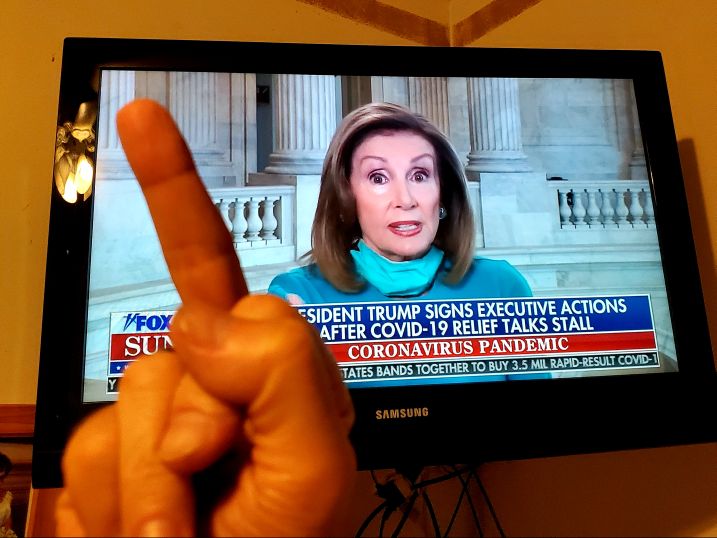 FOX
SUN
ESIDENT TRUMP SIGNS EXECUTIVE ACTIONS
AFTER COVID-19 RELIEF TALKS STALL
CORONAVIRUS PANDEMIC
TATES BANDS TOGETHER TO BUY 3.5 MIL RAPID-RESULT COVID-1
SAMSUNG